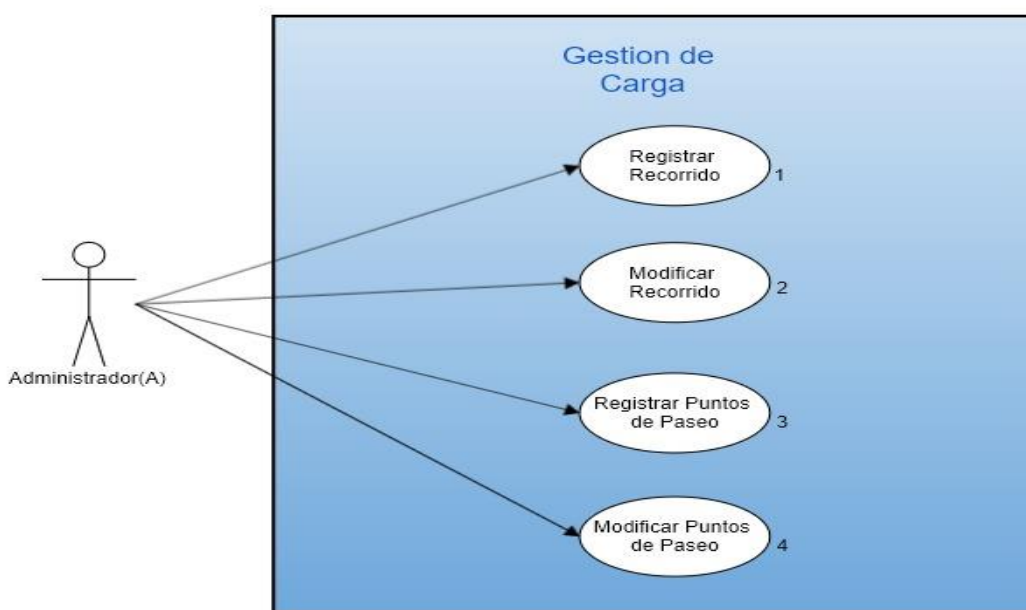 Gestion de
Carga
Registrar
Recorrido
1
Modificar
Recorrido
2
Administrador(A)
Registrar Puntos
de Paseo
3
Modificar Puntos
de Paseo
4